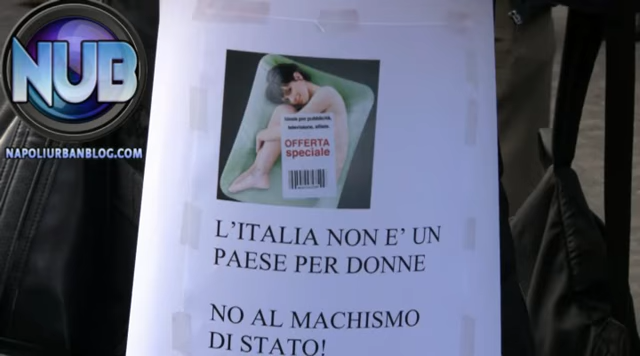 NUB
NAPOLIURBANBLOG.COM
OFFERTA
speciale
L'ITALIA NON E' UN
PAESE PER DONNE
NO AL MACHISMO
DI STATO!